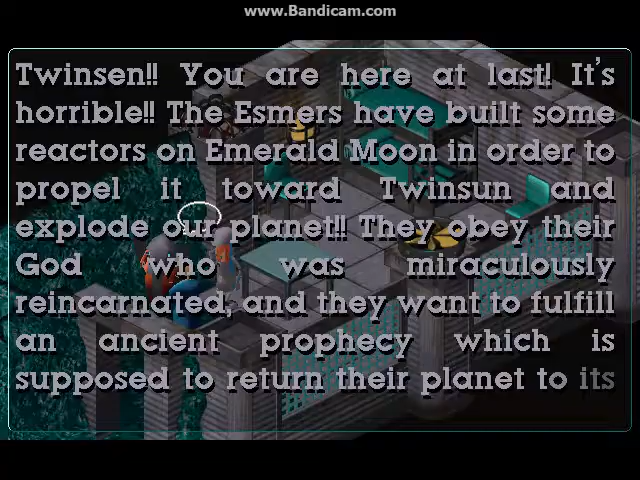 www.Bandicam.com
Twinsen!! You are here at last! It's
horrible!! The Esmers have built some
reactors on Emerald Moon in order to
propel it toward Twinsun and
explode our planet!! They obey their
God who was miraculously
reincarnated, and they want to fulfill
an ancient prophecy which is
supposed to return their planet to its